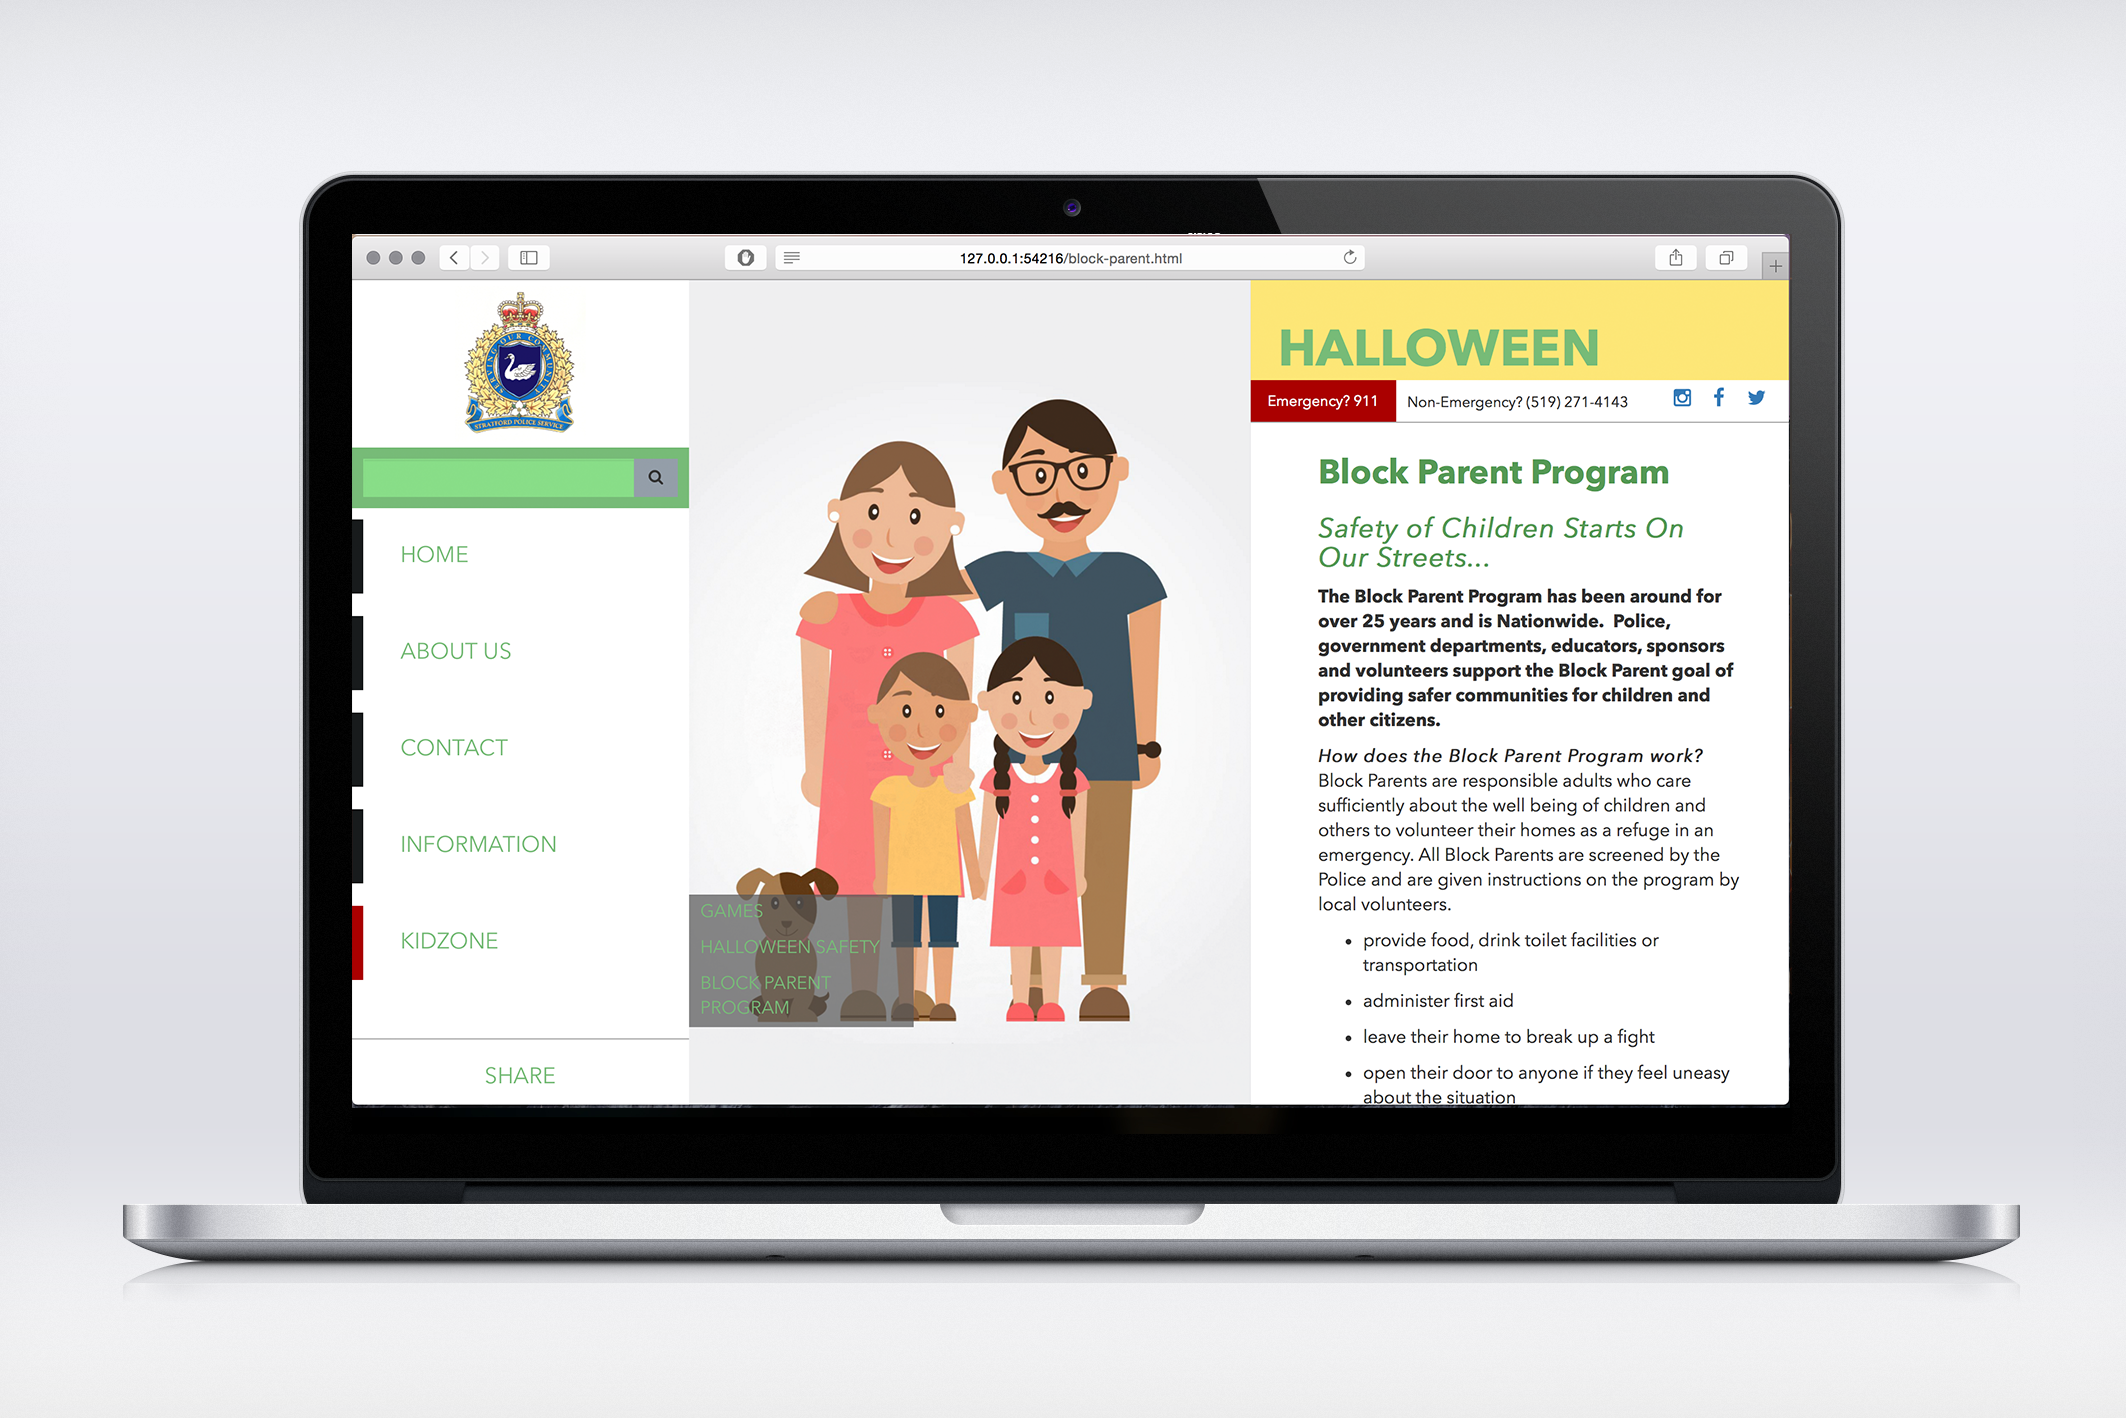 127.0.0.1:54216/block-parent.html
SERVING OUR COMMUNITY
STRATFORD POLICE SERVICE
HOME
ABOUT US
CONTACT
INFORMATION
KIDZONE
SHARE
GAMES
HALLOWEEN SAFETY
BLOCK PARENT
PROGRAM
HALLOWEEN
Emergency? 911
Non-Emergency? (519) 271-4143
Block Parent Program
Safety of Children Starts On
Our Streets...
The Block Parent Program has been around for
over 25 years and is Nationwide.  Police,
government departments, educators, sponsors
and volunteers support the Block Parent goal of
providing safer communities for children and
other citizens.
How does the Block Parent Program work?
Block Parents are responsible adults who care
sufficiently about the well being of children and
others to volunteer their homes as a refuge in an
emergency. All Block Parents are screened by the
Police and are given instructions on the program by
local volunteers.
• provide food, drink toilet facilities or
transportation
• administer first aid
• leave their home to break up a fight
• open their door to anyone if they feel uneasy
about the situation